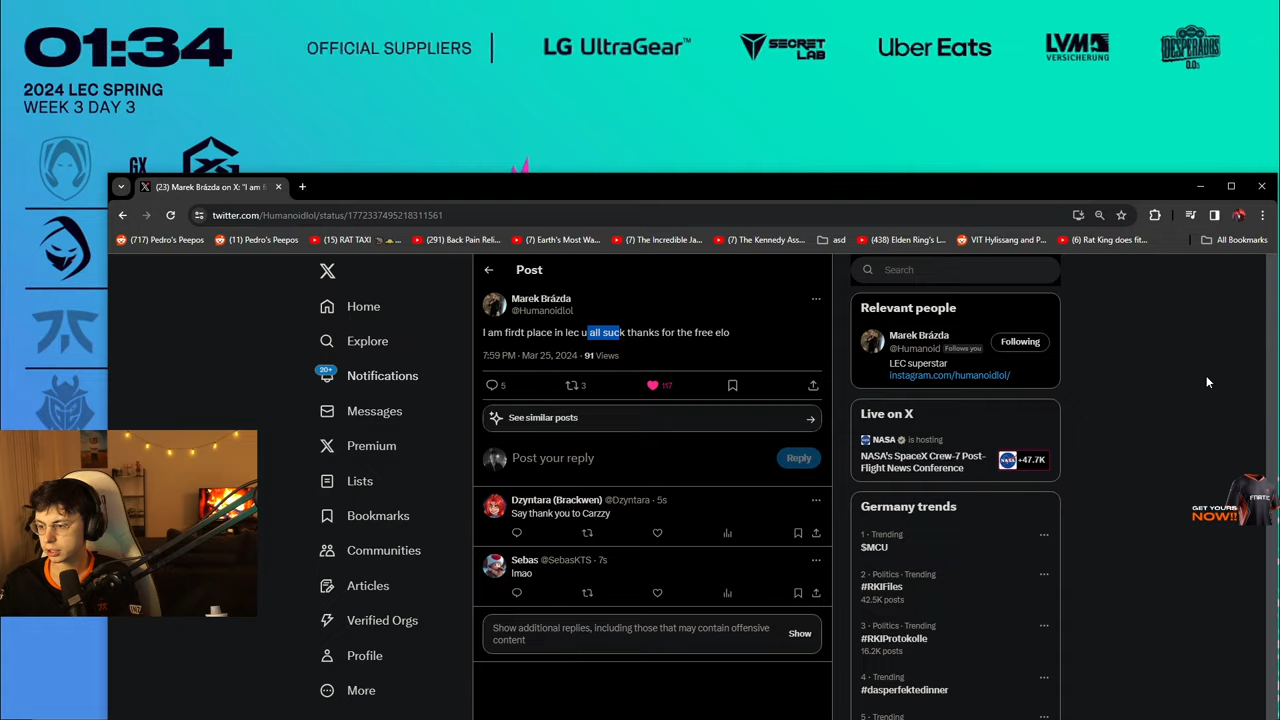 01:34
OFFICIAL SUPPLIERS
LG UltraGear™
SECRET LAB
Uber Eats
LVM VERSICHERUNG
DESPERADOS 0.0%
2024 LEC SPRING
WEEK 3 DAY 3
GX
(23) Marek Brázda on X: "I am fi
twitter.com/Humanoidlol/status/1772337495218311561
(717) Pedro's Peepos
(11) Pedro's Peepos
(15) RAT TAXI
(291) Back Pain Reli...
(7) Earth's Most Wa...
(7) The Incredible Ja...
(7) The Kennedy Ass...
asd
(438) Elden Ring's L...
VIT Hylissang and P...
(6) Rat King does fit...
All Bookmarks
Home
Explore
20+
Notifications
Messages
Premium
Lists
Bookmarks
Communities
Articles
Verified Orgs
Profile
More
Post
Marek Brázda
@Humanoidlol
I am firdt place in lec u all suck thanks for the free elo
7:59 PM · Mar 25, 2024 · 91 Views
5
3
117
See similar posts
Post your reply
Reply
Dzyntara (Brackwen) @Dzyntara · 5s
Say thank you to Carzzy
Sebas @SebasKTS · 7s
lmao
Show additional replies, including those that may contain offensive
content
Show
Search
Relevant people
Marek Brázda
@Humanoid Follows you
Following
LEC superstar
instagram.com/humanoidlol/
Live on X
NASA is hosting
NASA's SpaceX Crew-7 Post-
Flight News Conference
+47.7K
Germany trends
1 · Trending
$MCU
2 · Politics · Trending
#RKIFiles
42.5K posts
3 · Politics · Trending
#RKIProtokolle
16.2K posts
4 · Trending
#dasperfektedinner
5 · Trending
FNATIC
GET YOURS
NOW!!